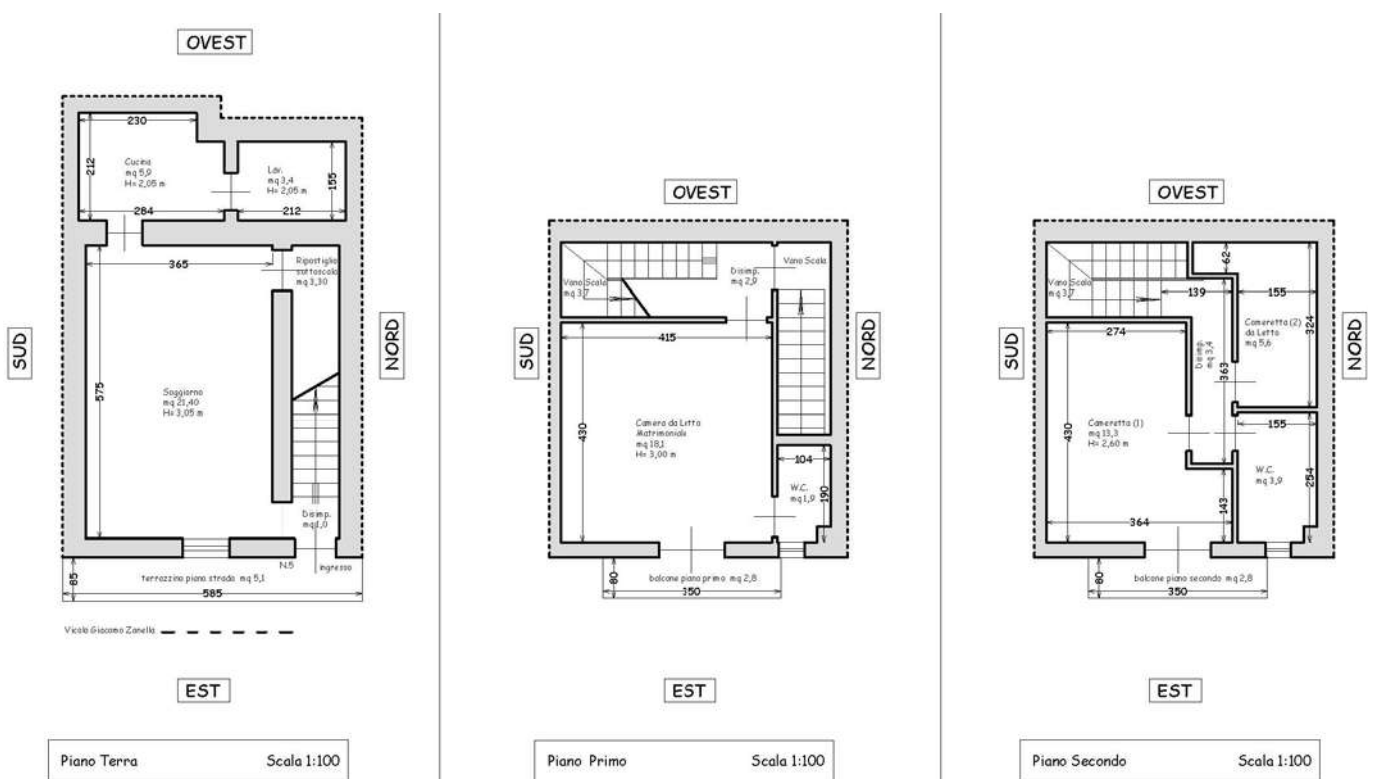 OVEST
230
212
Cucina
mq 5,9
H= 2,05 m
Lav.
mq 3,4
H= 2,05 m
155
284
212
365
Ripostiglio
sottoscala
mq 3,30
SUD
NORD
575
Soggiorno
mq 21,40
H= 3,05 m
Disimp.
mq 1,0
N.5
ingresso
85
terrazzino piano strada mq 5,1
585
Vicolo Giacomo Zanella
EST
Piano Terra Scala 1:100
OVEST
Vano Scala
mq 3,7
Disimp.
mq 2,9
Vano Scala
415
SUD
NORD
430
Camera da Letto
Matrimoniale
mq 18,1
H= 3,00 m
104
W.C.
mq 1,9
190
80
balcone piano primo mq 2,8
350
EST
Piano Primo Scala 1:100
OVEST
62
Vano Scala
mq 3,7
139
155
274
Cameretta (2)
da Letto
mq 5,6
324
SUD
NORD
Disimp.
mq 3,4
363
430
Cameretta (1)
mq 13,3
H= 2,60 m
155
W.C.
mq 3,9
254
143
364
80
balcone piano secondo mq 2,8
350
EST
Piano Secondo Scala 1:100